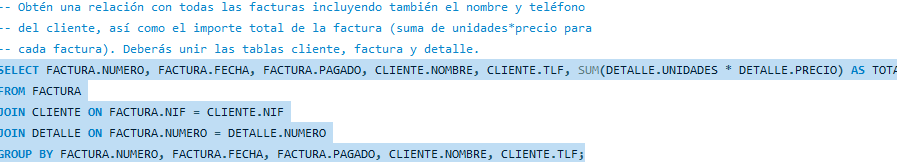 -- Obtén una relación con todas las facturas incluyendo también el nombre y teléfono
-- del cliente, así como el importe total de la factura (suma de unidades*precio para
-- cada factura). Deberás unir las tablas cliente, factura y detalle.
SELECT FACTURA.NUMERO, FACTURA.FECHA, FACTURA.PAGADO, CLIENTE.NOMBRE, CLIENTE.TLF, SUM(DETALLE.UNIDADES * DETALLE.PRECIO) AS TOTA
FROM FACTURA
JOIN CLIENTE ON FACTURA.NIF = CLIENTE.NIF
JOIN DETALLE ON FACTURA.NUMERO = DETALLE.NUMERO
GROUP BY FACTURA.NUMERO, FACTURA.FECHA, FACTURA.PAGADO, CLIENTE.NOMBRE, CLIENTE.TLF;